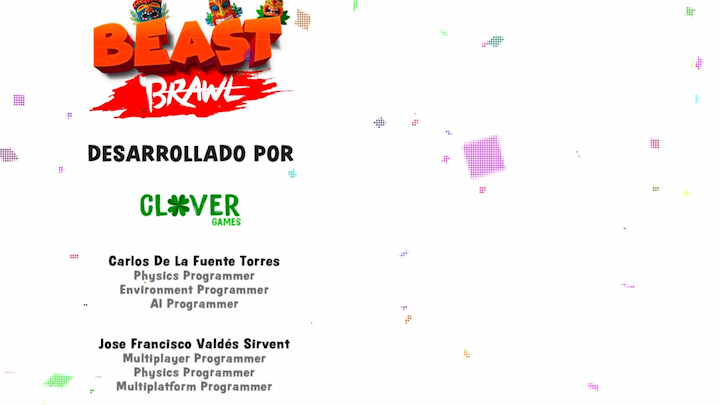 BEAST
BRAWL
DESARROLLADO POR
CLOVER
GAMES
Carlos De La Fuente Torres
Physics Programmer
Environment Programmer
AI Programmer
Jose Francisco Valdés Sirvent
Multiplayer Programmer
Physics Programmer
Multiplatform Programmer